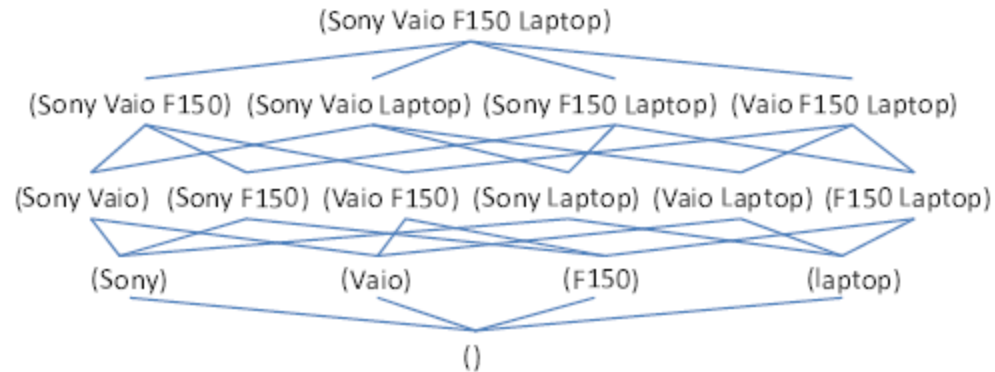 (Sony Vaio F150 Laptop)
(Sony Vaio F150) (Sony Vaio Laptop) (Sony F150 Laptop) (Vaio F150 Laptop)
(Sony Vaio) (Sony F150) (Vaio F150) (Sony Laptop) (Vaio Laptop) (F150 Laptop)
(Sony) (Vaio) (F150) (laptop)
()